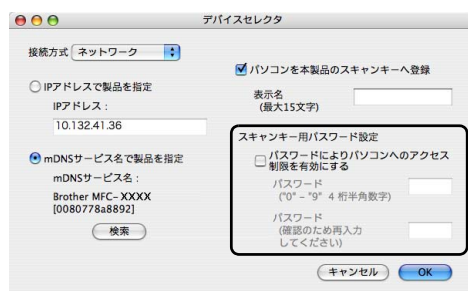 デバイスセレクタ
接続方式 ネットワーク
IPアドレスで製品を指定
IPアドレス：
10.132.41.36
mDNSサービス名で製品を指定
mDNSサービス名：
Brother MFC-XXXX
[0080778a8892]
検索
パソコンを本製品のスキャンキーへ登録
表示名
(最大15文字)
スキャンキー用パスワード設定
パスワードによりパソコンへのアクセス
制限を有効にする
パスワード
("0" - "9" 4 桁半角数字)
パスワード
(確認のため再入力
してください)
キャンセル OK